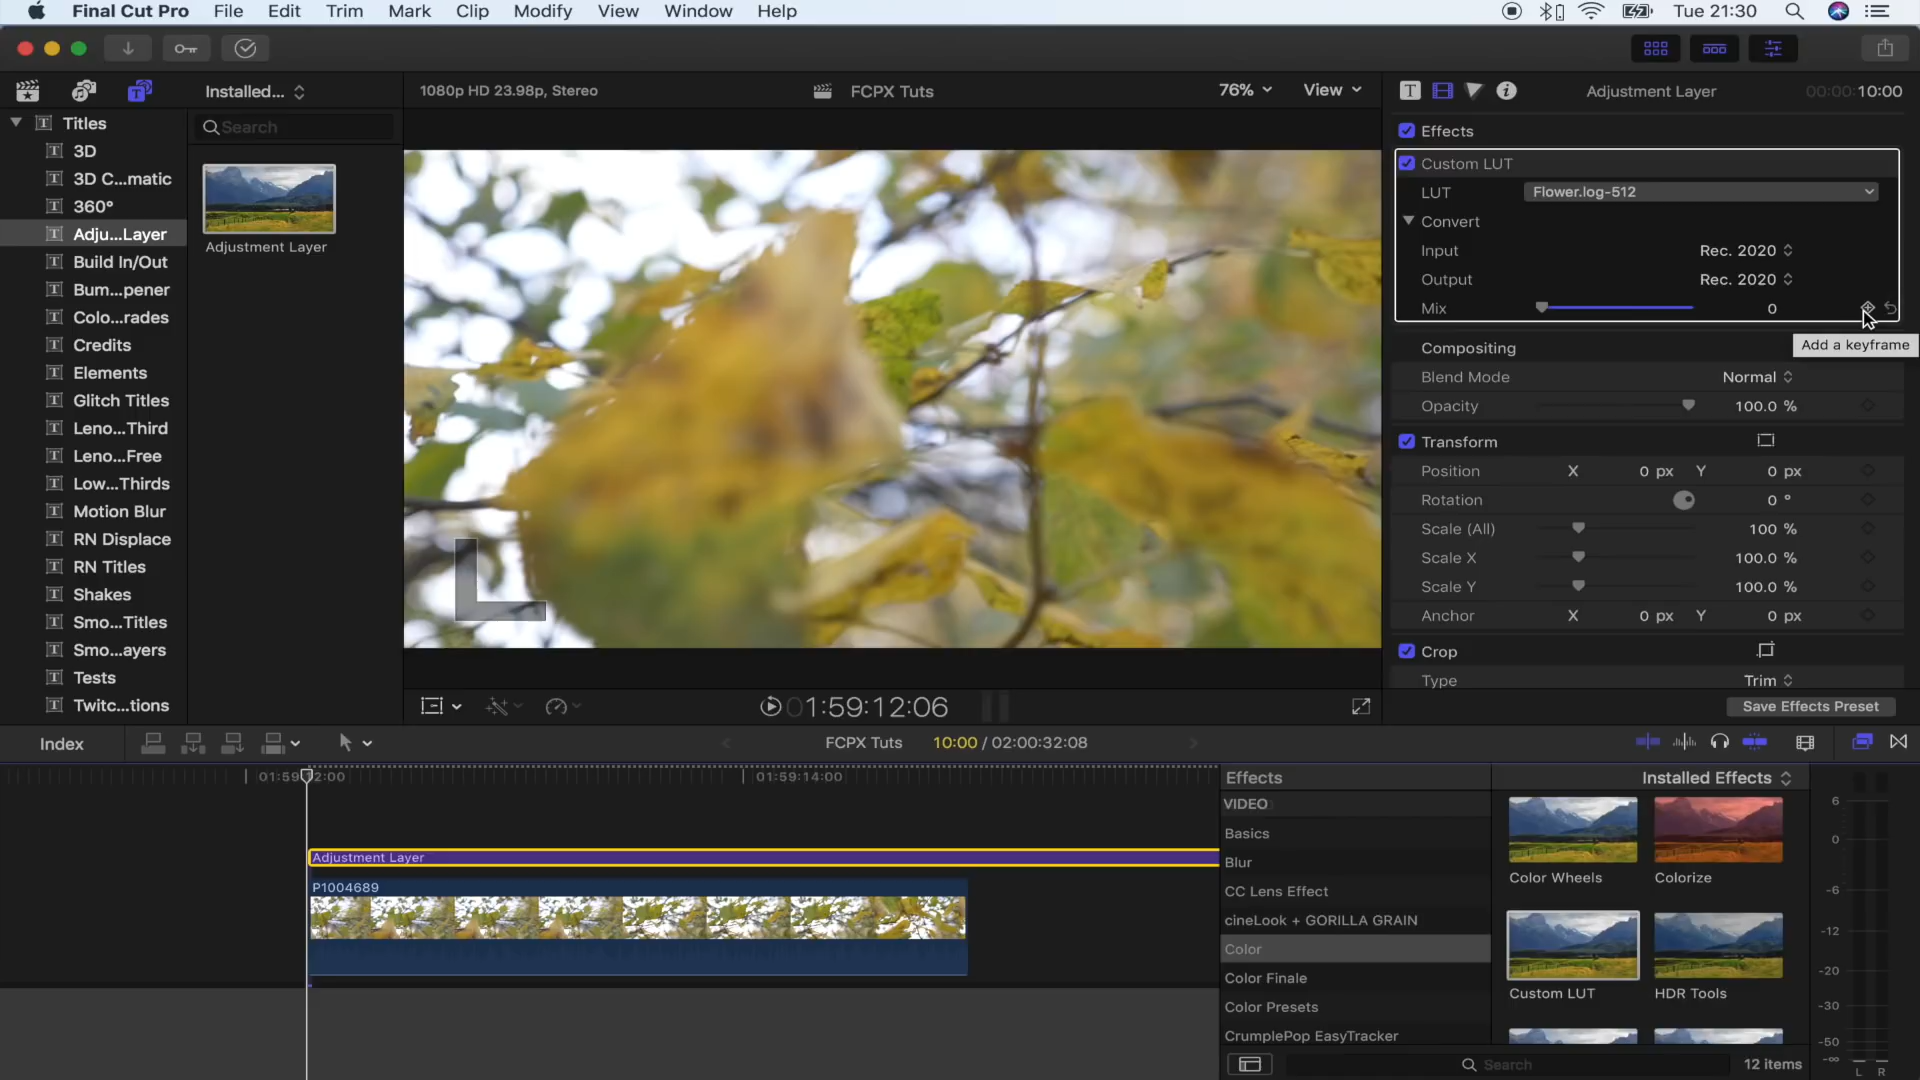 Final Cut Pro File Edit Trim Mark Clip Modify View Window Help Tue 21:30
Installed... 1080p HD 23.98p, Stereo FCPX Tuts 76% View Adjustment Layer 00:00:10:00
Titles
3D
3D C...matic
360°
Adju...Layer
Build In/Out
Bum...pener
Colo...rades
Credits
Elements
Glitch Titles
Leno...Third
Leno...Free
Low...Thirds
Motion Blur
RN Displace
RN Titles
Shakes
Smo...Titles
Smo...ayers
Tests
Twitc...tions
Search
Adjustment Layer
Effects
Custom LUT
LUT Flower.log-512
Convert
Input Rec. 2020
Output Rec. 2020
Mix 0
Add a keyframe
Compositing
Blend Mode Normal
Opacity 100.0 %
Transform
Position X 0 px Y 0 px
Rotation 0 °
Scale (All) 100 %
Scale X 100.0 %
Scale Y 100.0 %
Anchor X 0 px Y 0 px
Crop
Type Trim
Save Effects Preset
01:59:12:06
Index FCPX Tuts 10:00 / 02:00:32:08
01:59:14:00
Adjustment Layer
P1004689
Effects Installed Effects
VIDEO
Basics
Blur
CC Lens Effect
cineLook + GORILLA GRAIN
Color
Color Finale
Color Presets
CrumplePop EasyTracker
Color Wheels Colorize
Custom LUT HDR Tools
Search 12 items
6
0
-6
-12
-20
-30
-50
-∞
L R